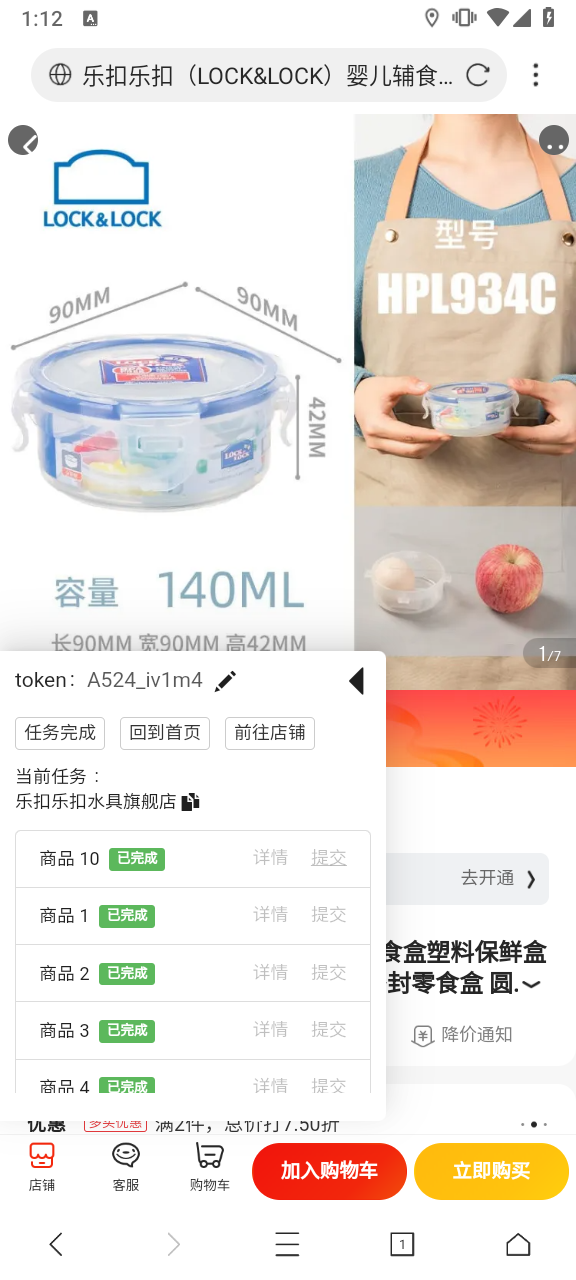 1:12 A
乐扣乐扣（LOCK&LOCK）婴儿辅食...
LOCK&LOCK
型号
HPL934C
90MM 90MM
42MM
LOCK&LOCK
容量 140ML
长90MM 宽90MM 高42MM
1/7
token: A524_iv1m4
任务完成 回到首页 前往店铺
当前任务：
乐扣乐扣水具旗舰店
商品 10 已完成 详情 提交
商品 1 已完成 详情 提交
商品 2 已完成 详情 提交
商品 3 已完成 详情 提交
商品 4 已完成 详情 提交
去开通
食盒塑料保鲜盒
封零食盒 圆.
降价通知
优惠 多买优惠 满2件，总价打7.50折
店铺 客服 购物车 加入购物车 立即购买
1